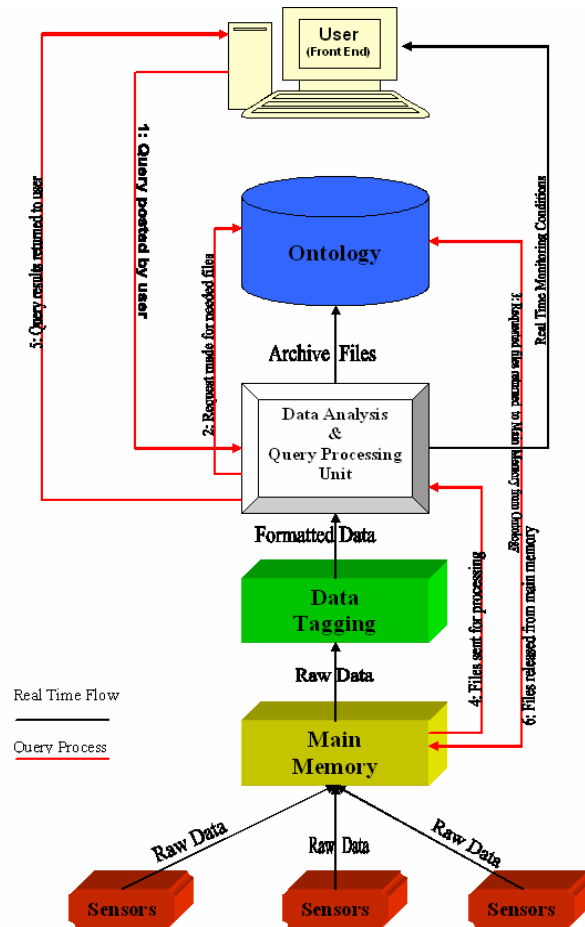 User
(Front End)
1: Query posted by user
5: Query results returned to user
2: Request made for needed files
Ontology
Real Time Monitoring Conditions
3: Requested files returned to Main Memory from Ontology
Archive Files
Data Analysis
&
Query Processing
Unit
Formatted Data
Data
Tagging
4: Files sent for processing
6: Files released from main memory
Raw Data
Real Time Flow
Query Process
Main
Memory
Raw Data
Raw Data
Raw Data
Sensors
Sensors
Sensors